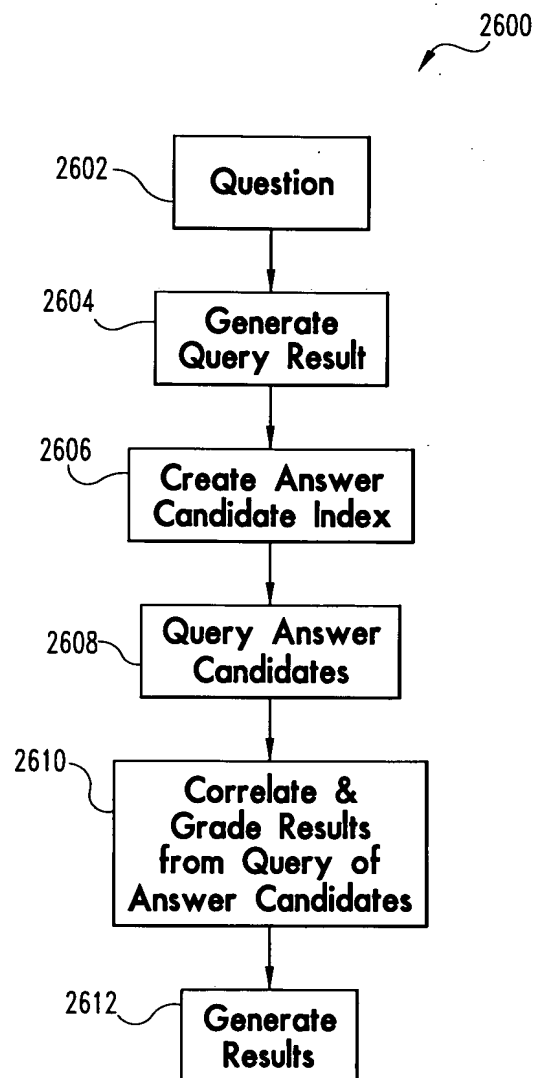 2600
2602
Question
2604
Generate
Query Result
2606
Create Answer
Candidate Index
2608
Query Answer
Candidates
2610
Correlate &
Grade Results
from Query of
Answer Candidates
2612
Generate
Results